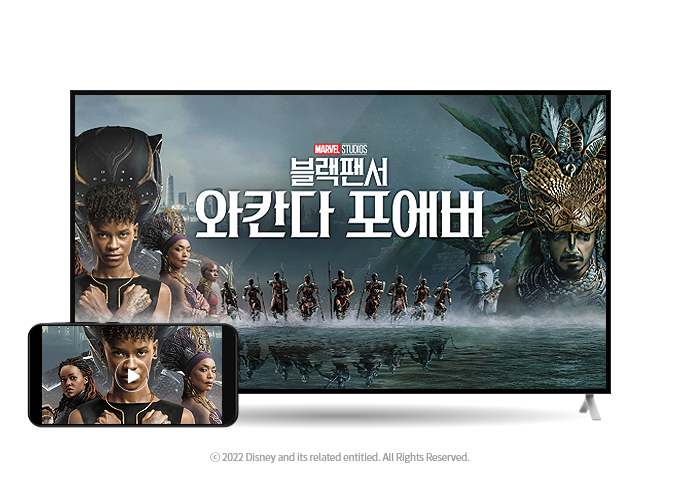 MARVEL STUDIOS
블랙팬서
와칸다 포에버
ⓒ 2022 Disney and its related entitied. All Rights Reserved.